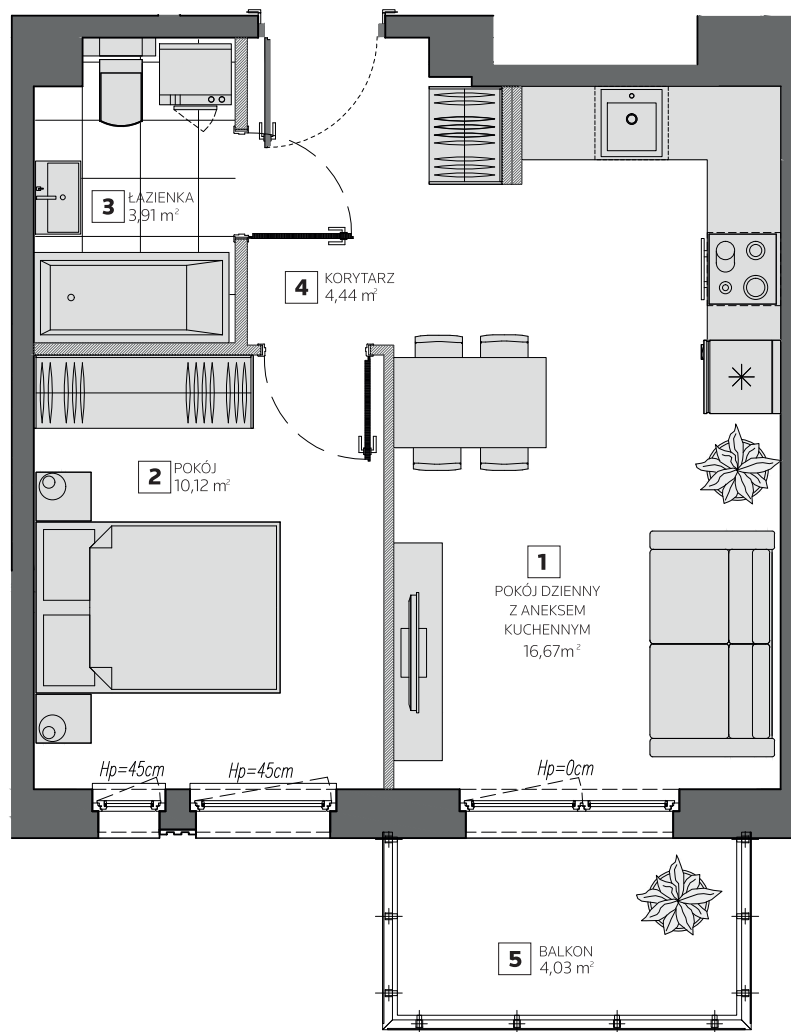 3 ŁAZIENKA
3,91 m²
4 KORYTARZ
4,44 m²
2 POKÓJ
10,12 m²
1
POKÓJ DZIENNY
Z ANEKSEM
KUCHENNYM
16,67m²
Hp=45cm
Hp=45cm
Hp=0cm
5 BALKON
4,03 m²